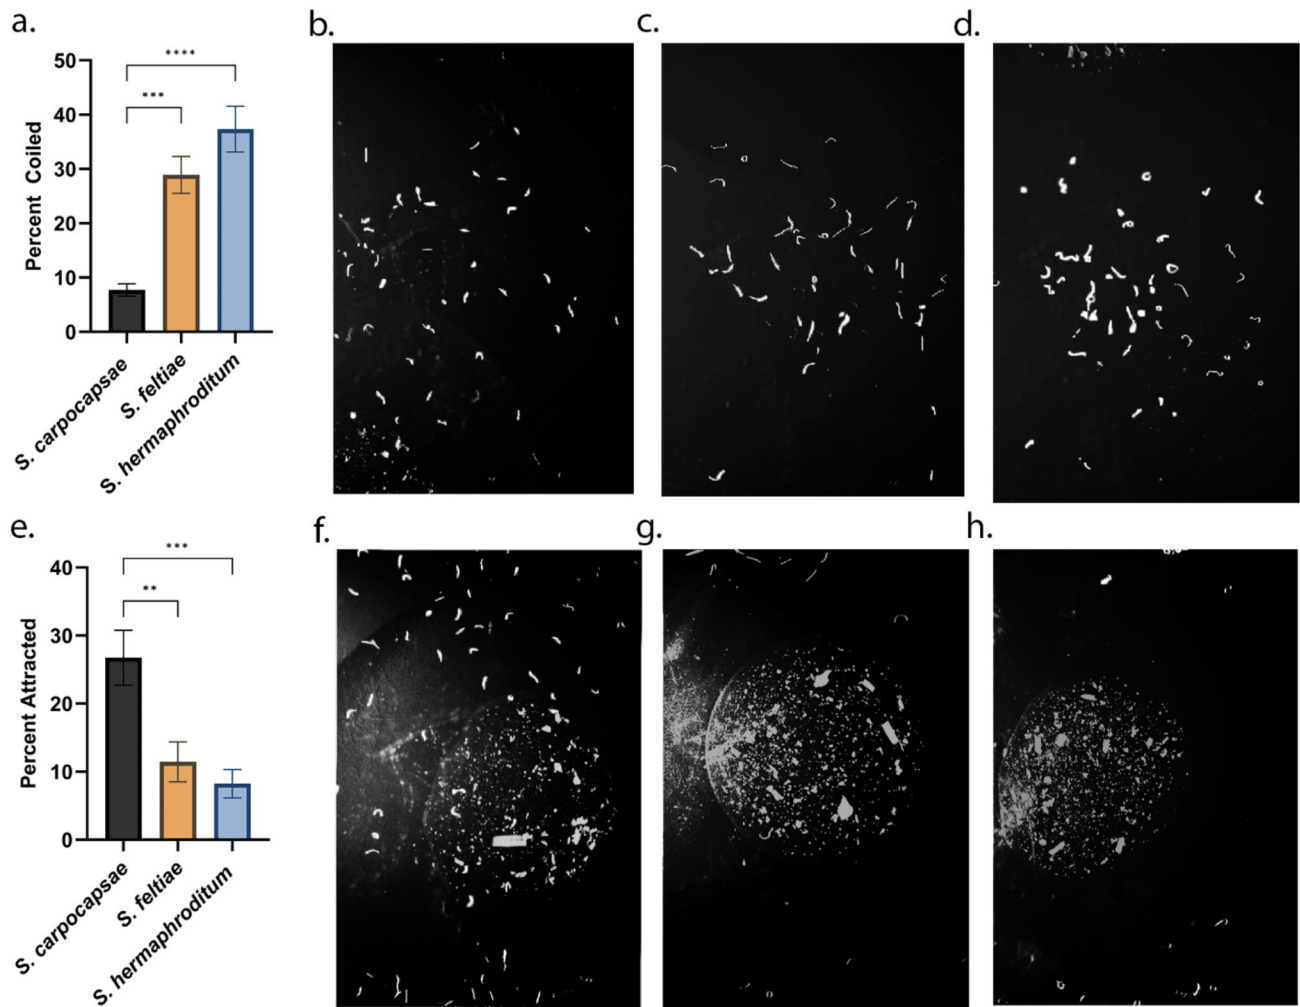 a.
b.
c.
d.
****
***
50
40
30
20
10
0
Percent Coiled
S. carpocapsae
S. feltiae
S. hermaphroditum
e.
f.
g.
h.
***
**
40
30
20
10
0
Percent Attracted
S. carpocapsae
S. feltiae
S. hermaphroditum